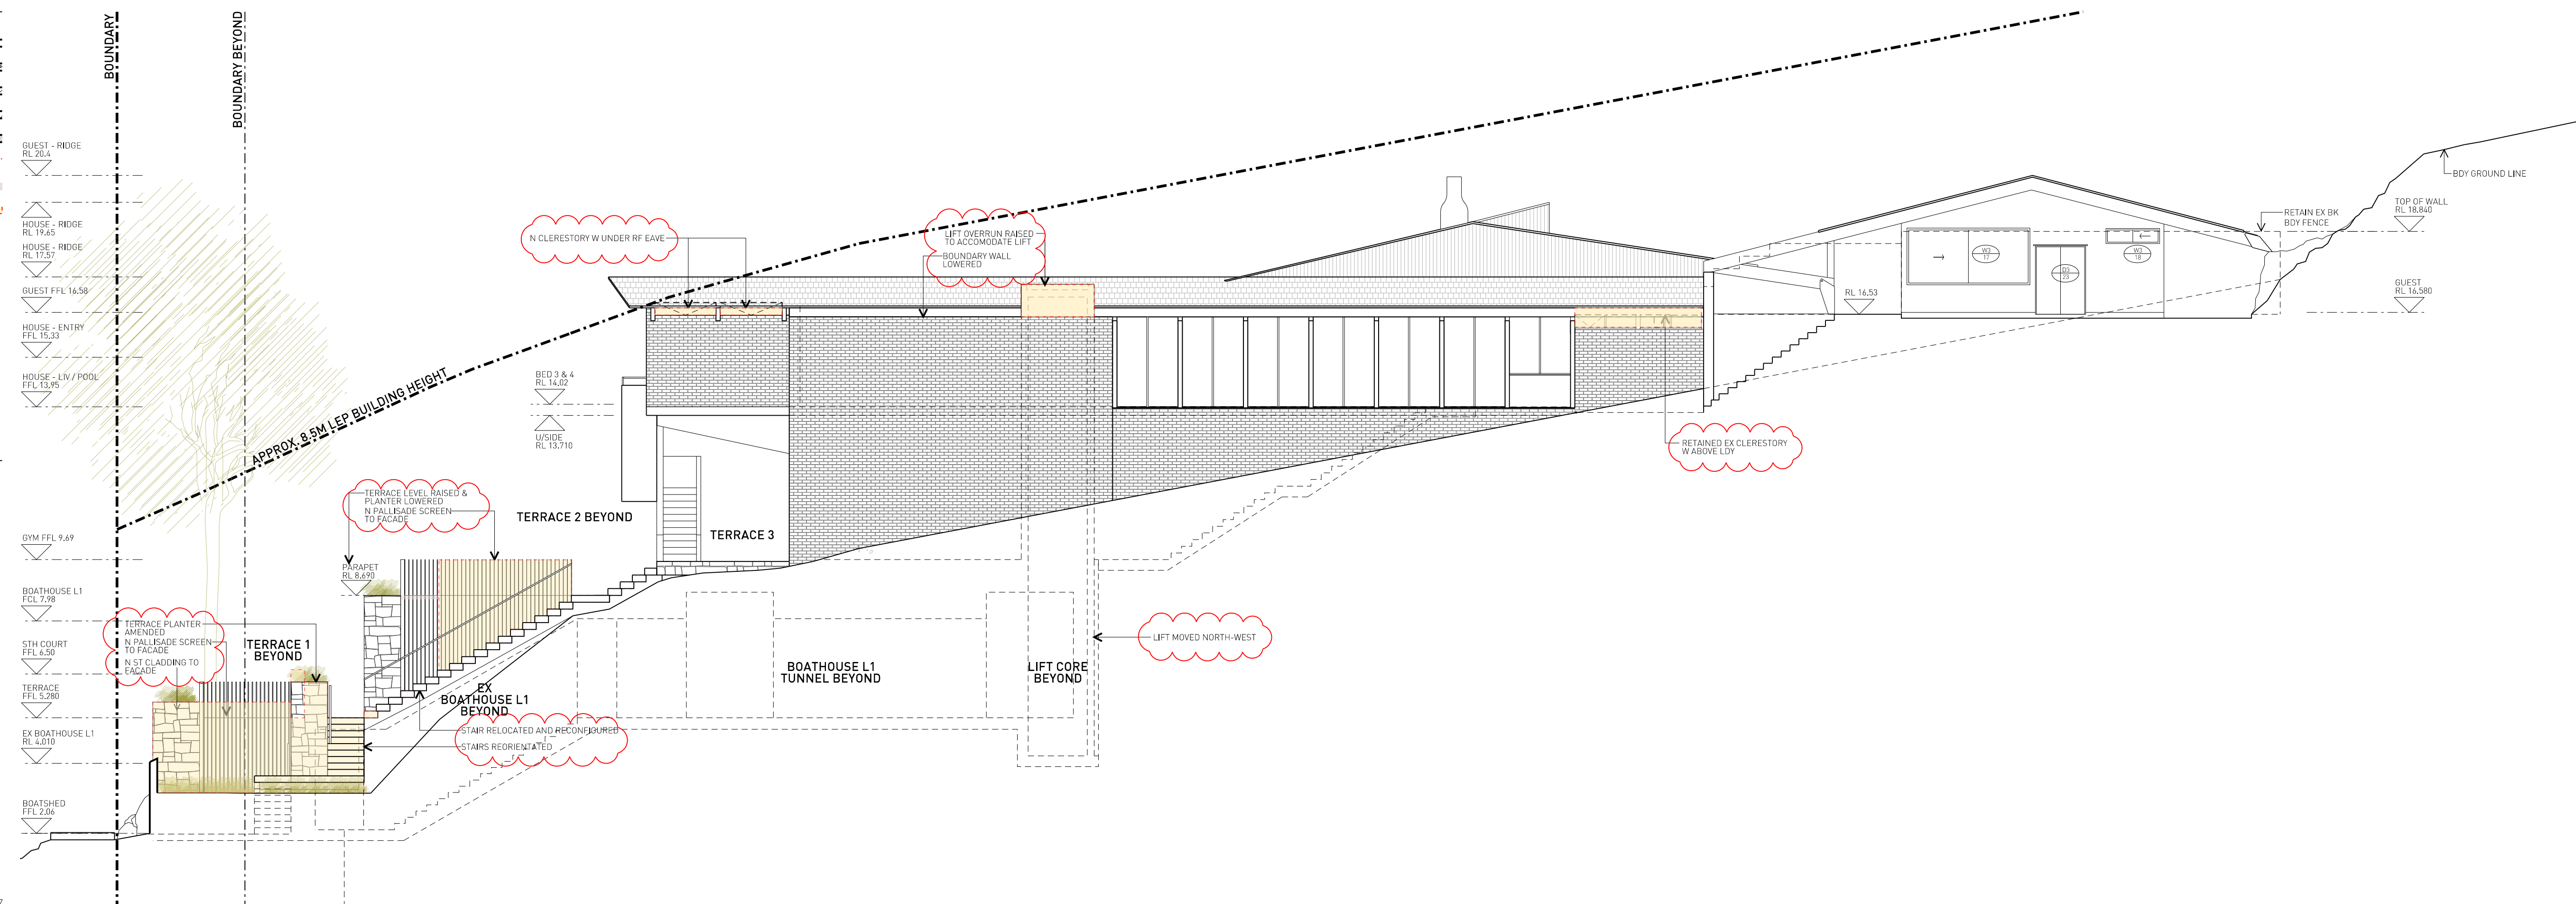 BOUNDARY
BOUNDARY BEYOND
GUEST - RIDGE
RL 20.4
HOUSE - RIDGE
RL 19.65
HOUSE - RIDGE
RL 17.57
GUEST FFL 16.58
HOUSE - ENTRY
FFL 15.33
HOUSE - LIV / POOL
FFL 13.95
GYM FFL 9.69
BOATHOUSE L1
FCL 7.98
STH COURT
FFL 6.50
TERRACE
FFL 5.280
EX BOATHOUSE L1
RL 4.010
BOATSHED
FFL 2.06
APPROX. 8.5M LEP BUILDING HEIGHT
N CLERESTORY W UNDER RF EAVE
LIFT OVERRUN RAISED
TO ACCOMODATE LIFT
BOUNDARY WALL
LOWERED
BED 3 & 4
RL 14.02
U/SIDE
RL 13.710
TERRACE LEVEL RAISED &
PLANTER LOWERED
N PALLISADE SCREEN
TO FACADE
TERRACE 2 BEYOND
TERRACE 3
PARAPET
RL 8.690
TERRACE PLANTER
AMENDED
N PALLISADE SCREEN
TO FACADE
N ST CLADDING TO
FACADE
TERRACE 1
BEYOND
EX
BOATHOUSE L1
BEYOND
STAIR RELOCATED AND RECONFIGURED
STAIRS REORIENTATED
BOATHOUSE L1
TUNNEL BEYOND
LIFT CORE
BEYOND
LIFT MOVED NORTH-WEST
RETAINED EX CLERESTORY
W ABOVE LDY
RL 16.53
W3
17
D3
23
W3
18
RETAIN EX BK
BDY FENCE
BDY GROUND LINE
TOP OF WALL
RL 18.840
GUEST
RL 16.580